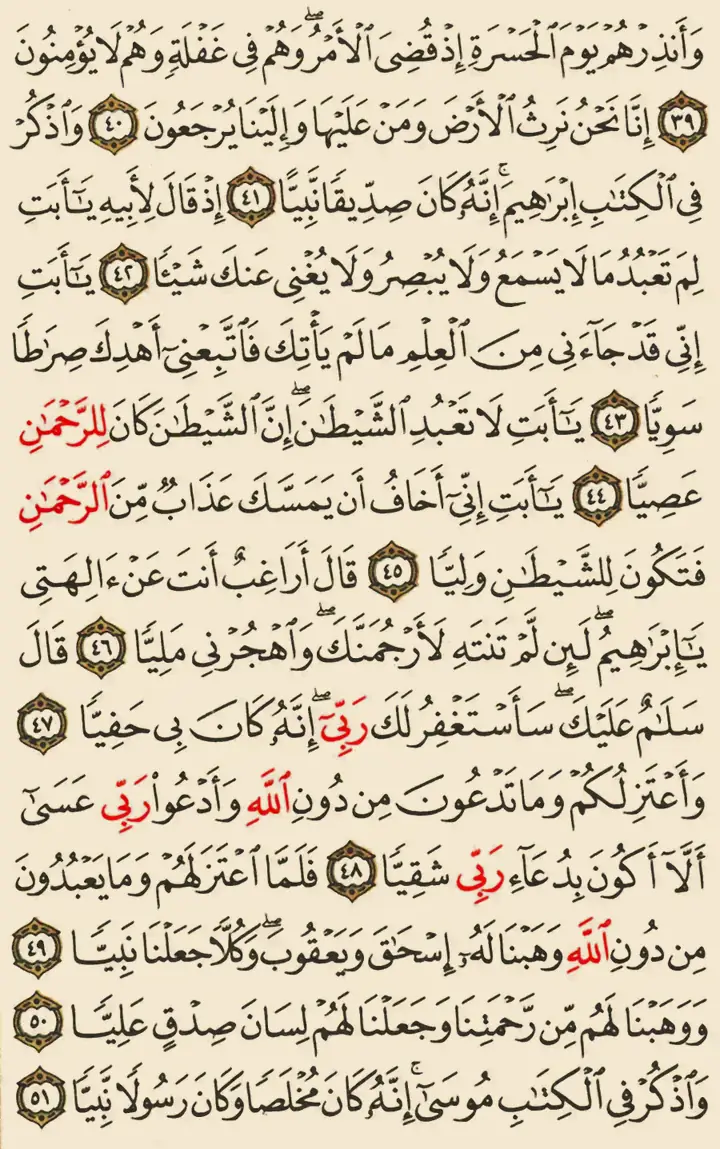 وَأَنذِرْهُمْ يَوْمَ ٱلْحَسْرَةِ إِذْ قُضِىَ ٱلْأَمْرُ ۖ وَهُمْ فِى غَفْلَةٍ وَهُمْ لَا يُؤْمِنُونَ
٣٩ إِنَّا نَحْنُ نَرِثُ ٱلْأَرْضَ وَمَنْ عَلَيْهَا وَإِلَيْنَا يُرْجَعُونَ ٤٠ وَٱذْكُرْ
فِى ٱلْكِتَٰبِ إِبْرَٰهِيمَ ۚ إِنَّهُۥ كَانَ صِدِّيقًا نَّبِيًّا ٤١ إِذْ قَالَ لِأَبِيهِ يَٰٓأَبَتِ
لِمَ تَعْبُدُ مَا لَا يَسْمَعُ وَلَا يُبْصِرُ وَلَا يُغْنِى عَنكَ شَيْـًٔا ٤٢ يَٰٓأَبَتِ
إِنِّى قَدْ جَآءَنِى مِنَ ٱلْعِلْمِ مَا لَمْ يَأْتِكَ فَٱتَّبِعْنِىٓ أَهْدِكَ صِرَٰطًا
سَوِيًّا ٤٣ يَٰٓأَبَتِ لَا تَعْبُدِ ٱلشَّيْطَٰنَ ۖ إِنَّ ٱلشَّيْطَٰنَ كَانَ لِلرَّحْمَٰنِ
عَصِيًّا ٤٤ يَٰٓأَبَتِ إِنِّىٓ أَخَافُ أَن يَمَسَّكَ عَذَابٌ مِّنَ ٱلرَّحْمَٰنِ
فَتَكُونَ لِلشَّيْطَٰنِ وَلِيًّا ٤٥ قَالَ أَرَاغِبٌ أَنتَ عَنْ ءَالِهَتِى
يَٰٓإِبْرَٰهِيمُ ۖ لَئِن لَّمْ تَنتَهِ لَأَرْجُمَنَّكَ ۖ وَٱهْجُرْنِى مَلِيًّا ٤٦ قَالَ
سَلَٰمٌ عَلَيْكَ ۖ سَأَسْتَغْفِرُ لَكَ رَبِّىٓ ۖ إِنَّهُۥ كَانَ بِى حَفِيًّا ٤٧
وَأَعْتَزِلُكُمْ وَمَا تَدْعُونَ مِن دُونِ ٱللَّهِ وَأَدْعُوا۟ رَبِّى عَسَىٰٓ
أَلَّآ أَكُونَ بِدُعَآءِ رَبِّى شَقِيًّا ٤٨ فَلَمَّا ٱعْتَزَلَهُمْ وَمَا يَعْبُدُونَ
مِن دُونِ ٱللَّهِ وَهَبْنَا لَهُۥٓ إِسْحَٰقَ وَيَعْقُوبَ ۖ وَكُلًّا جَعَلْنَا نَبِيًّا ٤٩
وَوَهَبْنَا لَهُم مِّن رَّحْمَتِنَا وَجَعَلْنَا لَهُمْ لِسَانَ صِدْقٍ عَلِيًّا ٥٠
وَٱذْكُرْ فِى ٱلْكِتَٰبِ مُوسَىٰٓ ۚ إِنَّهُۥ كَانَ مُخْلَصًا وَكَانَ رَسُولًا نَّبِيًّا ٥١